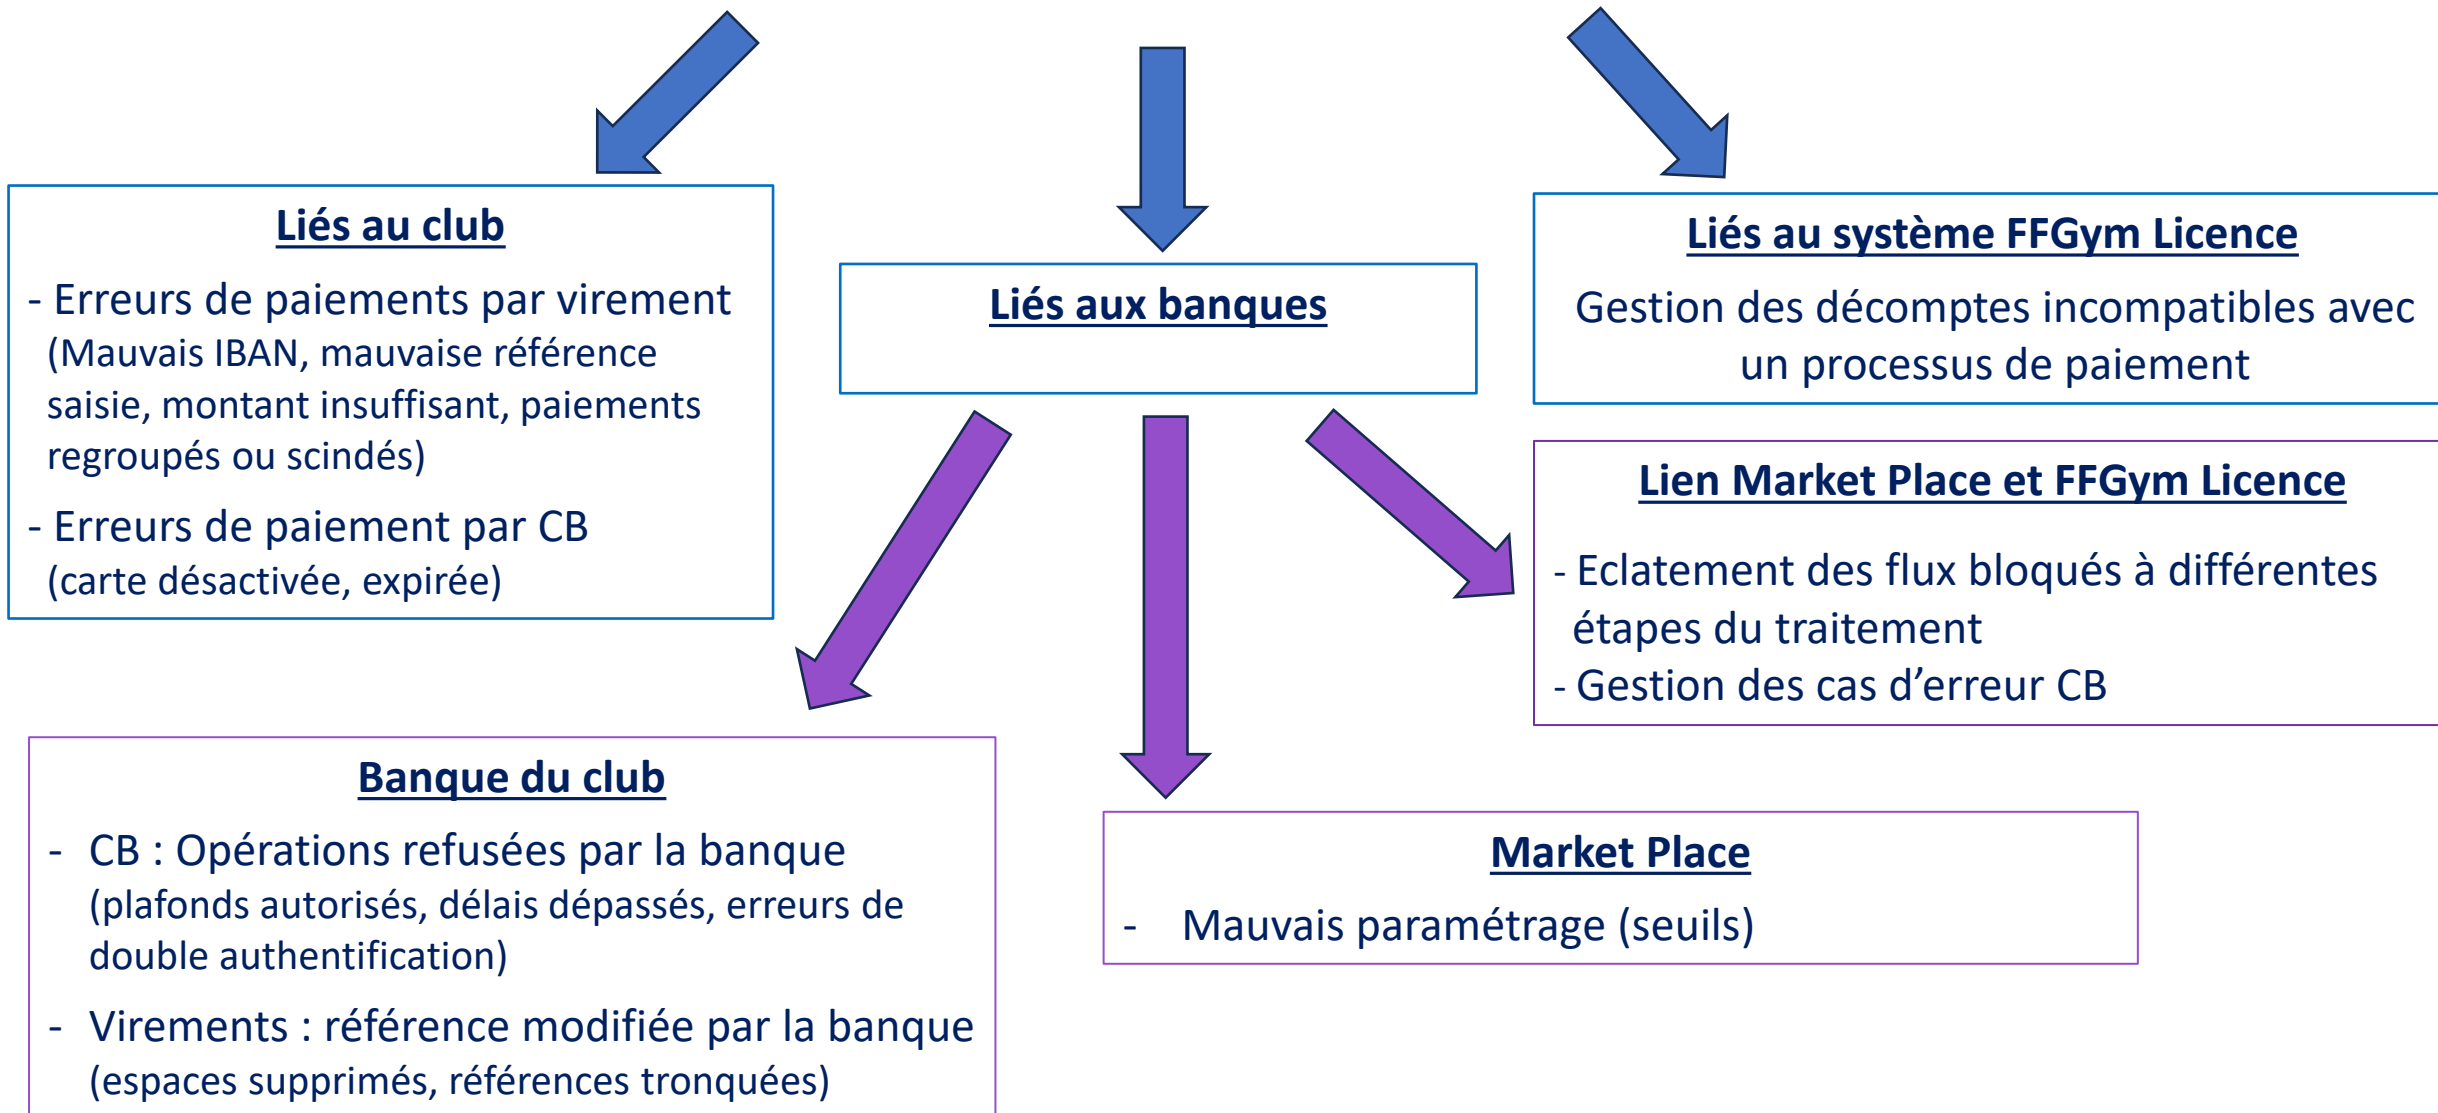 Liés au club
- Erreurs de paiements par virement
(Mauvais IBAN, mauvaise référence
saisie, montant insuffisant, paiements
regroupés ou scindés)
- Erreurs de paiement par CB
(carte désactivée, expirée)
Liés aux banques
Liés au système FFGym Licence
Gestion des décomptes incompatibles avec
un processus de paiement
Lien Market Place et FFGym Licence
- Eclatement des flux bloqués à différentes
étapes du traitement
- Gestion des cas d’erreur CB
Banque du club
- CB : Opérations refusées par la banque
(plafonds autorisés, délais dépassés, erreurs de
double authentification)
- Virements : référence modifiée par la banque
(espaces supprimés, références tronquées)
Market Place
- Mauvais paramétrage (seuils)